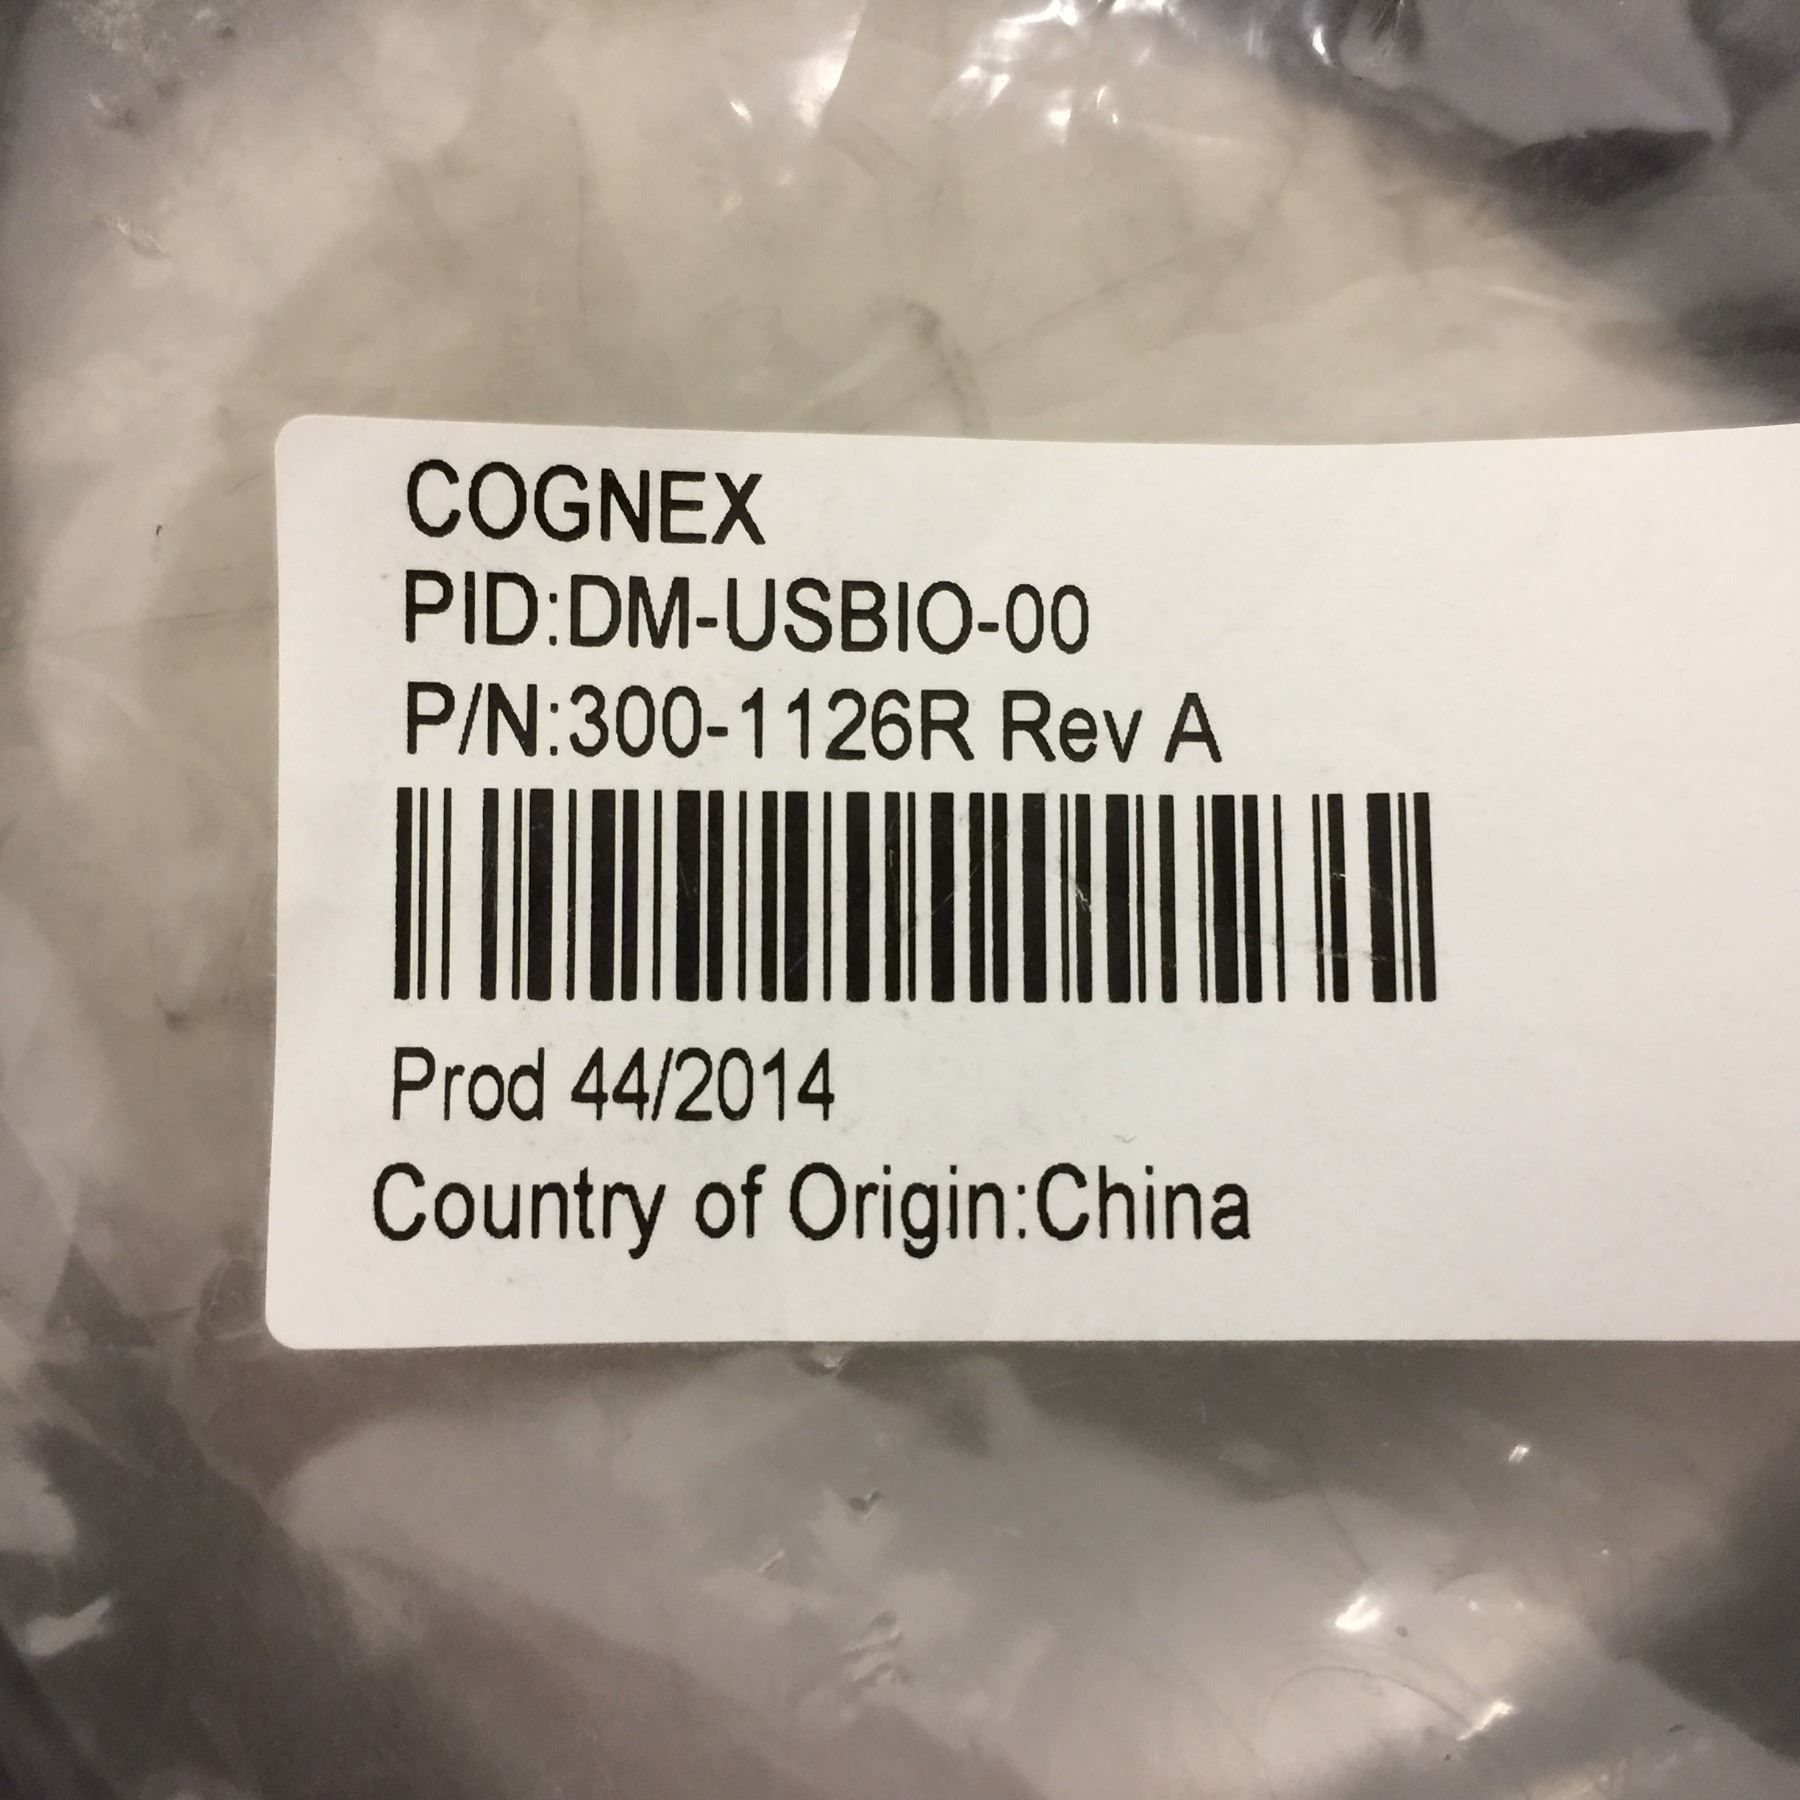 COGNEX
PID:DM-USBIO-00
P/N:300-1126R Rev A
Prod 44/2014
Country of Origin:China